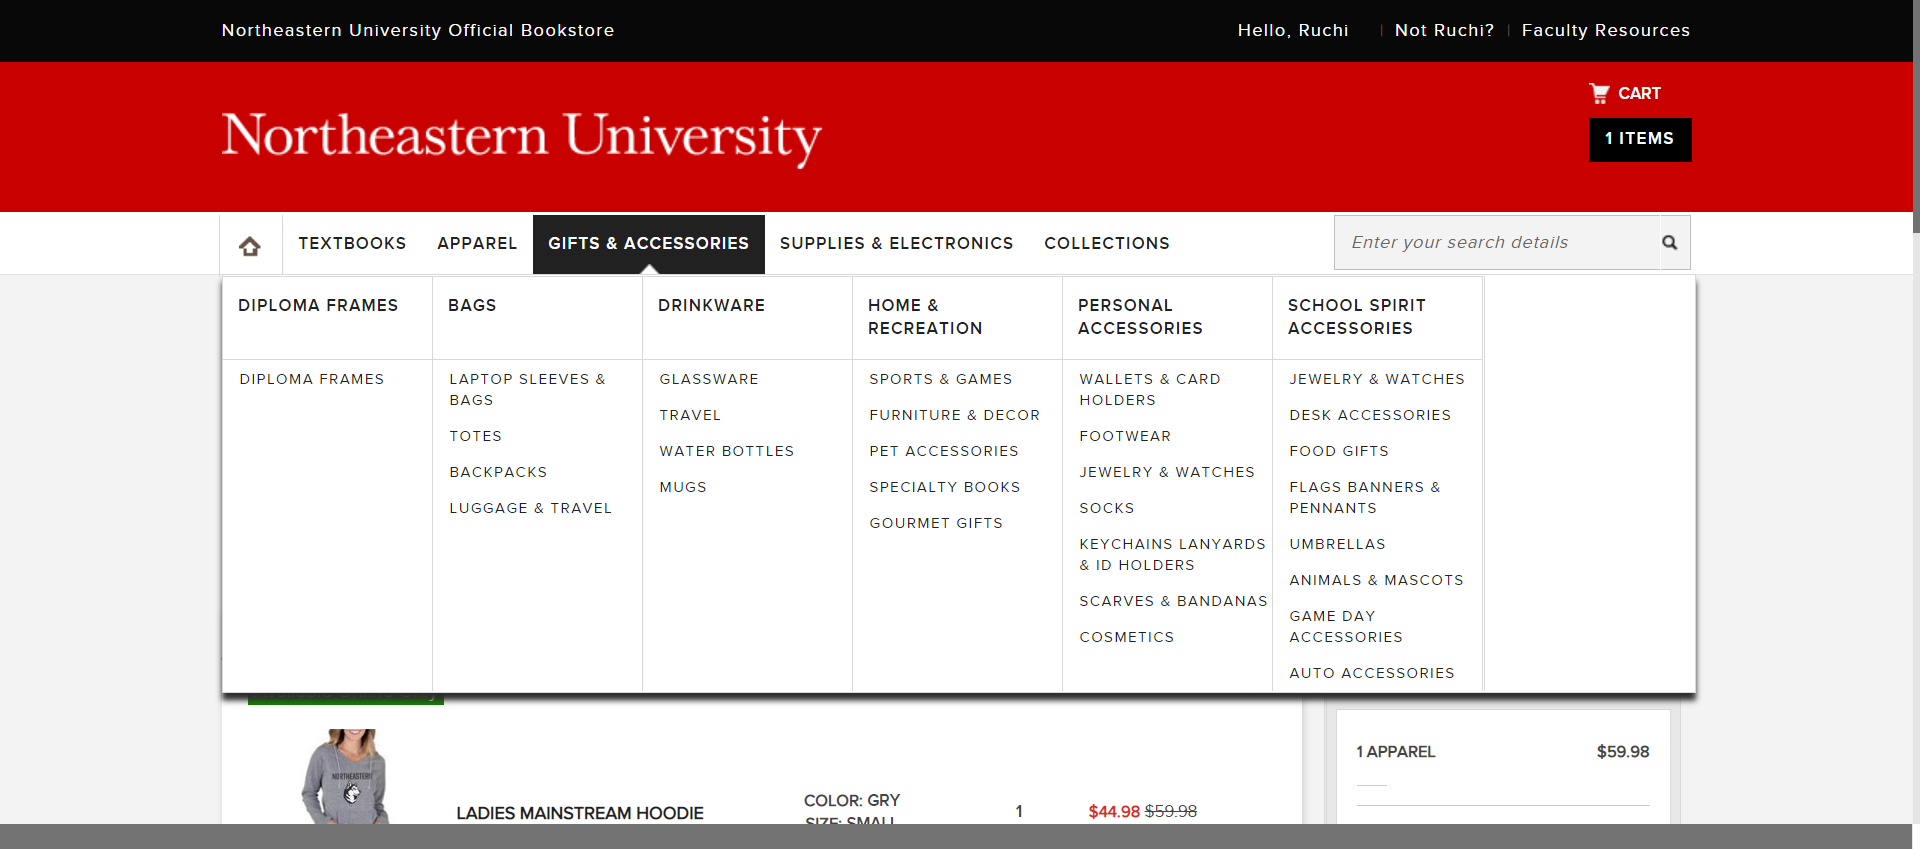 Northeastern University Official Bookstore
Hello, Ruchi | Not Ruchi? | Faculty Resources
CART
1 ITEMS
Northeastern University
TEXTBOOKS APPAREL GIFTS & ACCESSORIES SUPPLIES & ELECTRONICS COLLECTIONS
Enter your search details
DIPLOMA FRAMES
DIPLOMA FRAMES
BAGS
LAPTOP SLEEVES &
BAGS
TOTES
BACKPACKS
LUGGAGE & TRAVEL
DRINKWARE
GLASSWARE
TRAVEL
WATER BOTTLES
MUGS
HOME &
RECREATION
SPORTS & GAMES
FURNITURE & DECOR
PET ACCESSORIES
SPECIALTY BOOKS
GOURMET GIFTS
PERSONAL
ACCESSORIES
WALLETS & CARD
HOLDERS
FOOTWEAR
JEWELRY & WATCHES
SOCKS
KEYCHAINS LANYARDS
& ID HOLDERS
SCARVES & BANDANAS
COSMETICS
SCHOOL SPIRIT
ACCESSORIES
JEWELRY & WATCHES
DESK ACCESSORIES
FOOD GIFTS
FLAGS BANNERS &
PENNANTS
UMBRELLAS
ANIMALS & MASCOTS
GAME DAY
ACCESSORIES
AUTO ACCESSORIES
NORTHEASTERN
LADIES MAINSTREAM HOODIE
COLOR: GRY
SIZE: SMALL
1
$44.98 $59.98
1 APPAREL $59.98